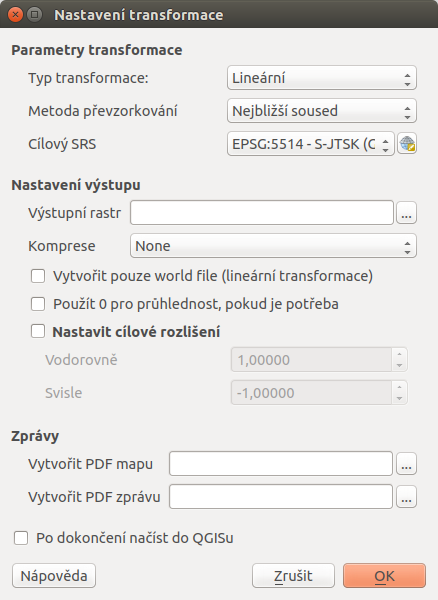 Nastavení transformace
Parametry transformace
Typ transformace: Lineární
Metoda převzorkování Nejbližší soused
Cílový SRS EPSG:5514 - S-JTSK (
Nastavení výstupu
Výstupní rastr ...
Komprese None
Vytvořit pouze world file (lineární transformace)
Použít 0 pro průhlednost, pokud je potřeba
Nastavit cílové rozlišení
Vodorovně 1,00000
Svisle -1,00000
Zprávy
Vytvořit PDF mapu ...
Vytvořit PDF zprávu ...
Po dokončení načíst do QGISu
Nápověda Zrušit OK